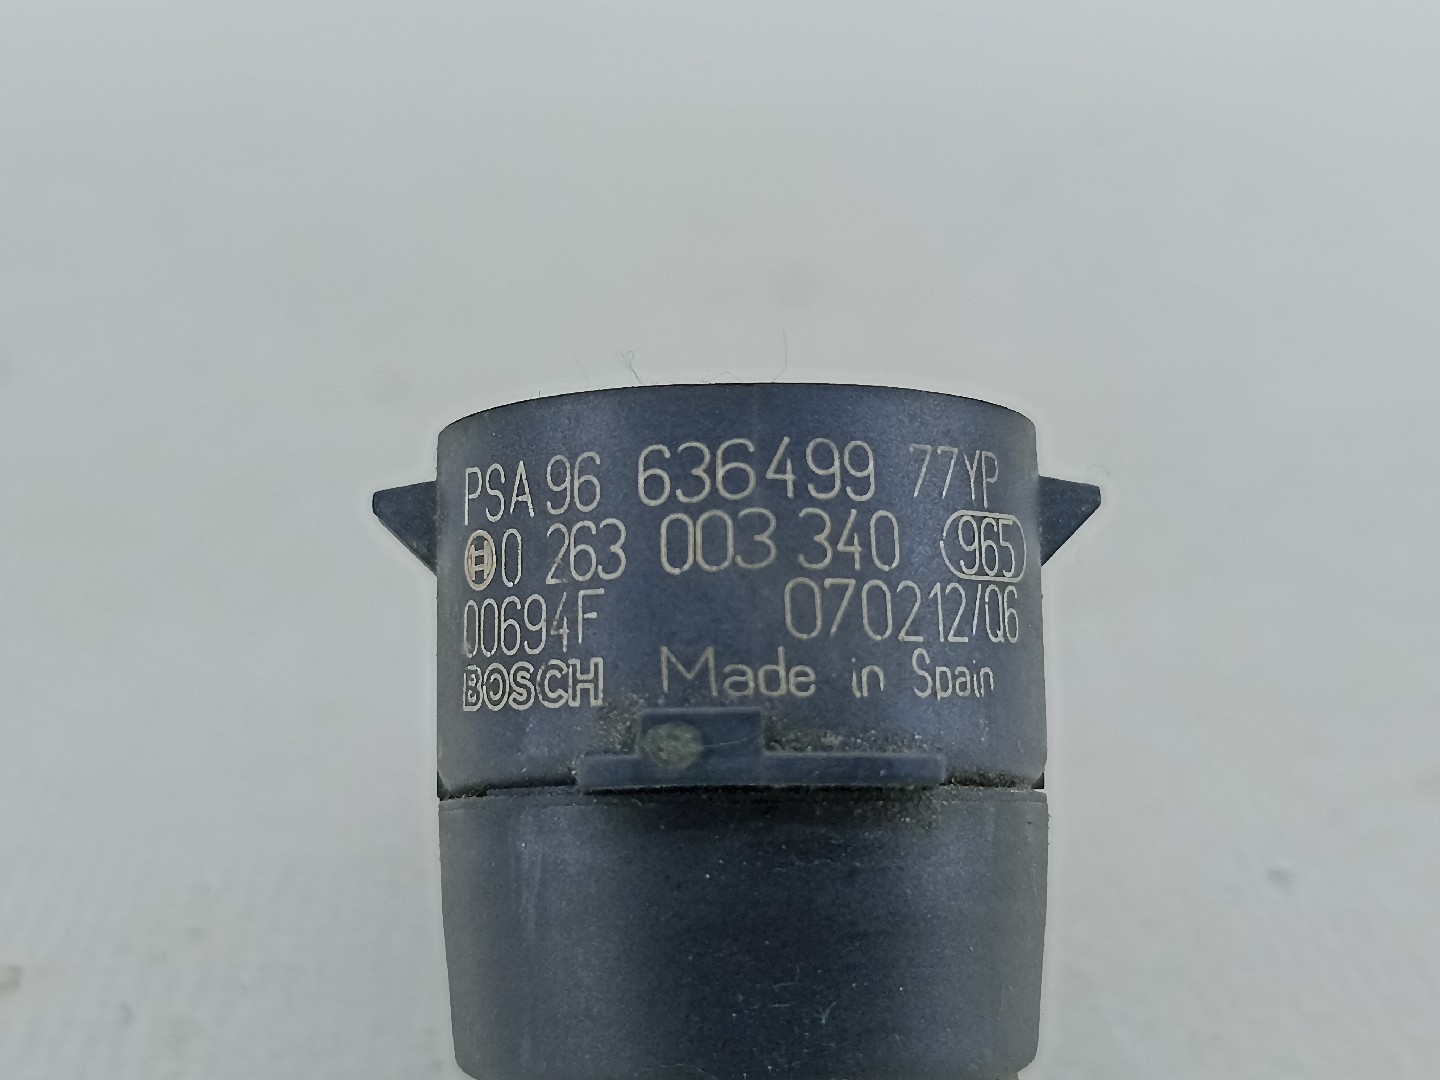 PSA 96 636499 77YP
0 263 003 340 965
00694F 070212/Q6
BOSCH Made in Spain